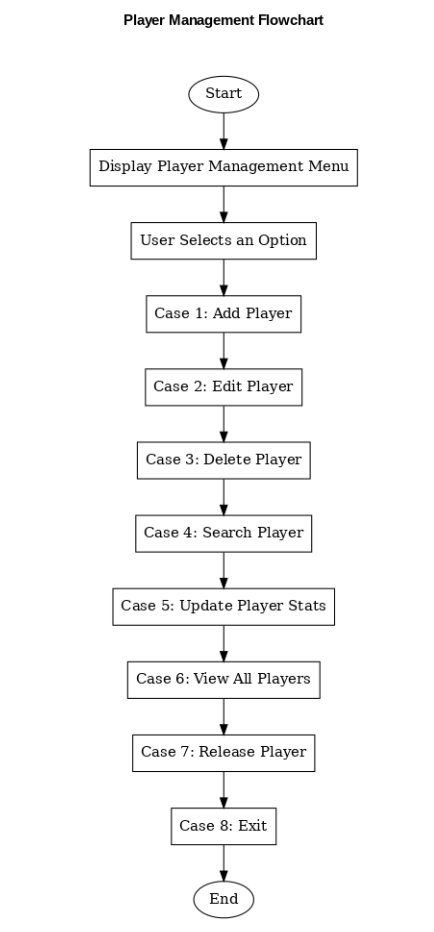 Player Management Flowchart
Start
Display Player Management Menu
User Selects an Option
Case 1: Add Player
Case 2: Edit Player
Case 3: Delete Player
Case 4: Search Player
Case 5: Update Player Stats
Case 6: View All Players
Case 7: Release Player
Case 8: Exit
End